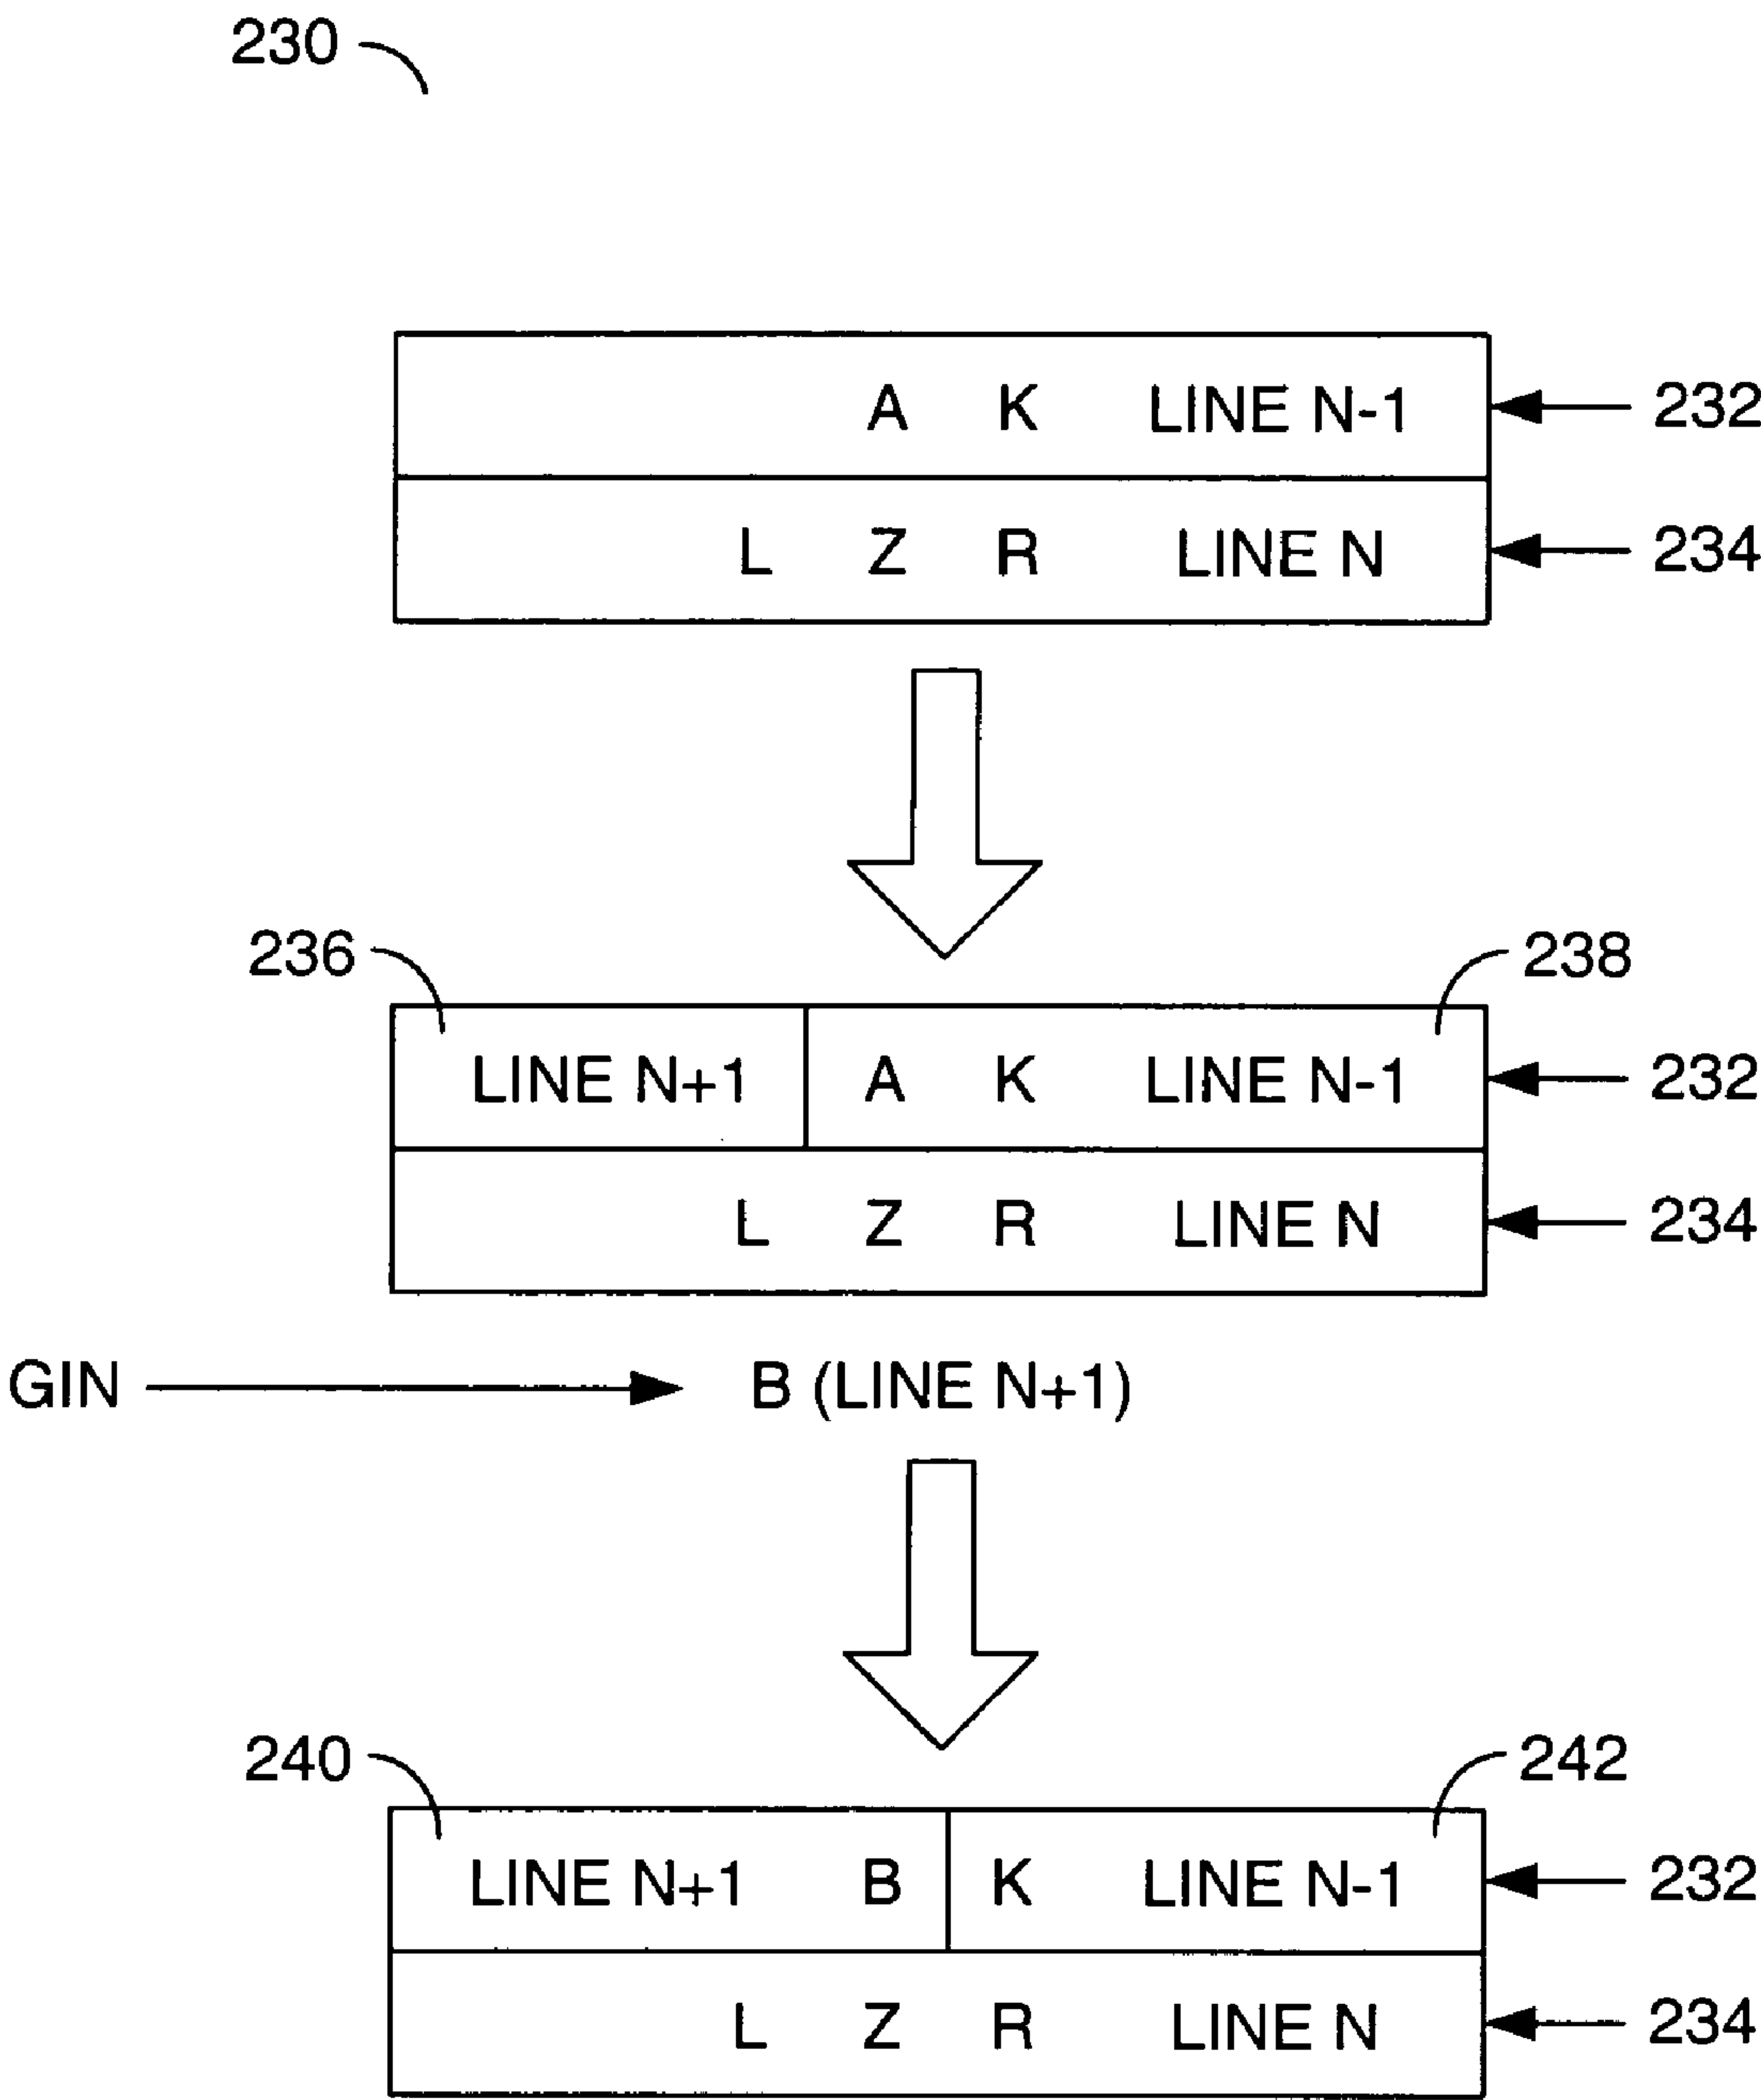 230
A K LINE N-1 232
L Z R LINE N 234
236 238
LINE N+1 A K LINE N-1 232
L Z R LINE N 234
GIN B (LINE N+1)
240 242
LINE N+1 B K LINE N-1 232
L Z R LINE N 234